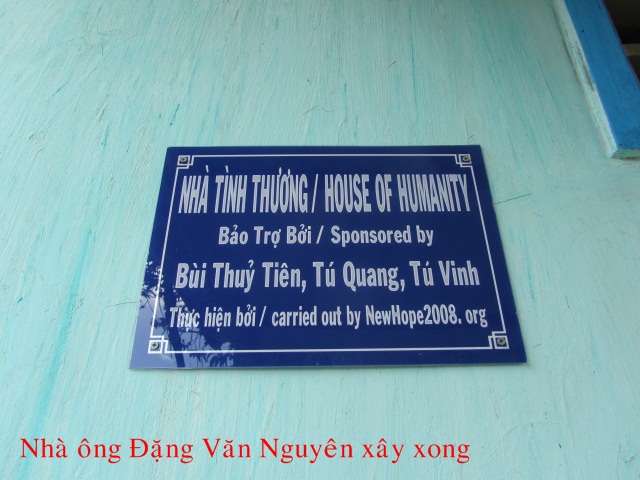 NHÀ TÌNH THƯƠNG / HOUSE OF HUMANITY
Bảo Trợ Bởi / Sponsored by
Bùi Thuỷ Tiên, Tú Quang, Tú Vinh
Thực hiện bởi / carried out by NewHope2008. org
Nhà ông Đặng Văn Nguyên xây xong